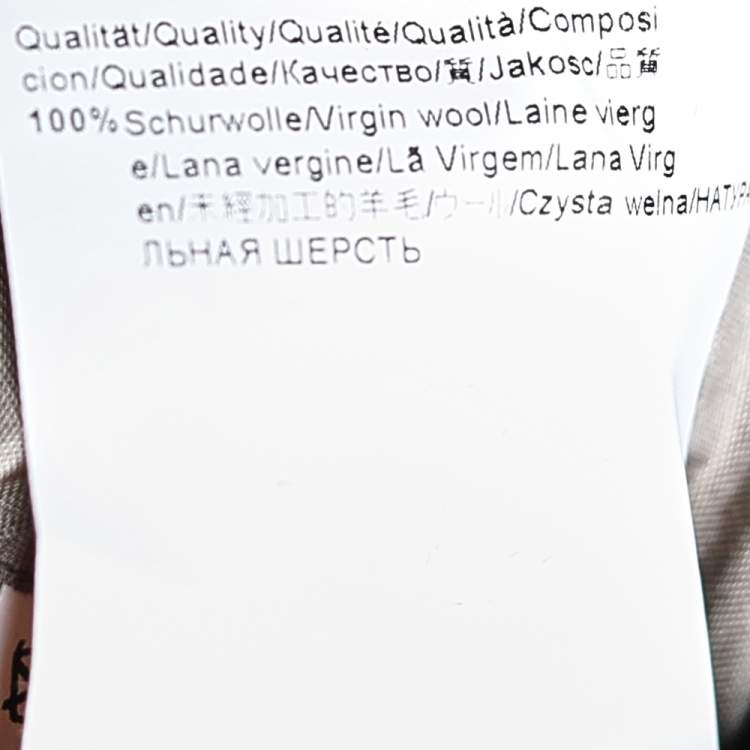 Qualität/Quality/Qualité/Qualità/Composi
cion/Qualidade/Качество/質/Jakosc/品質
100% Schurwolle/Virgin wool/Laine vierg
e/Lana vergine/Lã Virgem/Lana Virg
en/未經加工的羊毛/ウール/Czysta welna/НАТУРА
ЛЬНАЯ ШЕРСТЬ